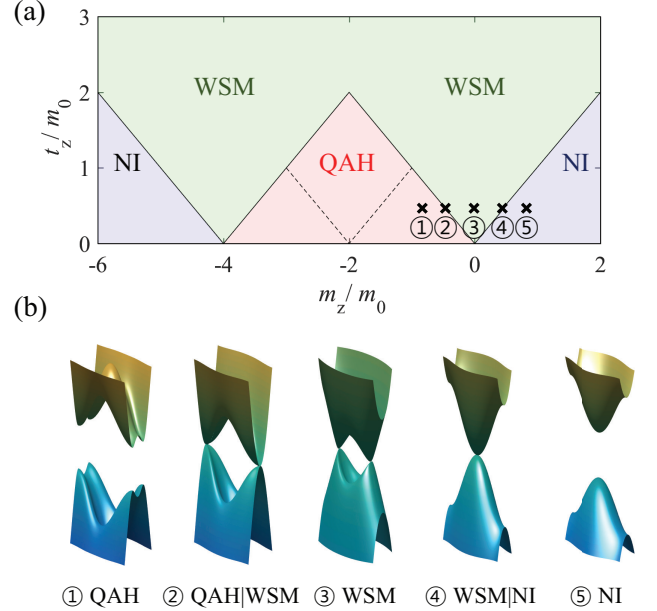 (a)
3
2
1
0
t_z / m_0
WSM
WSM
NI
QAH
NI
① ② ③ ④ ⑤
-6 -4 -2 0 2
m_z / m_0
(b)
① QAH ② QAH|WSM ③ WSM ④ WSM|NI ⑤ NI